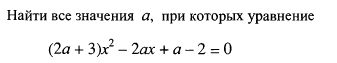 Найти все значения a, при которых уравнение
(2a + 3)x² − 2ax + a − 2 = 0